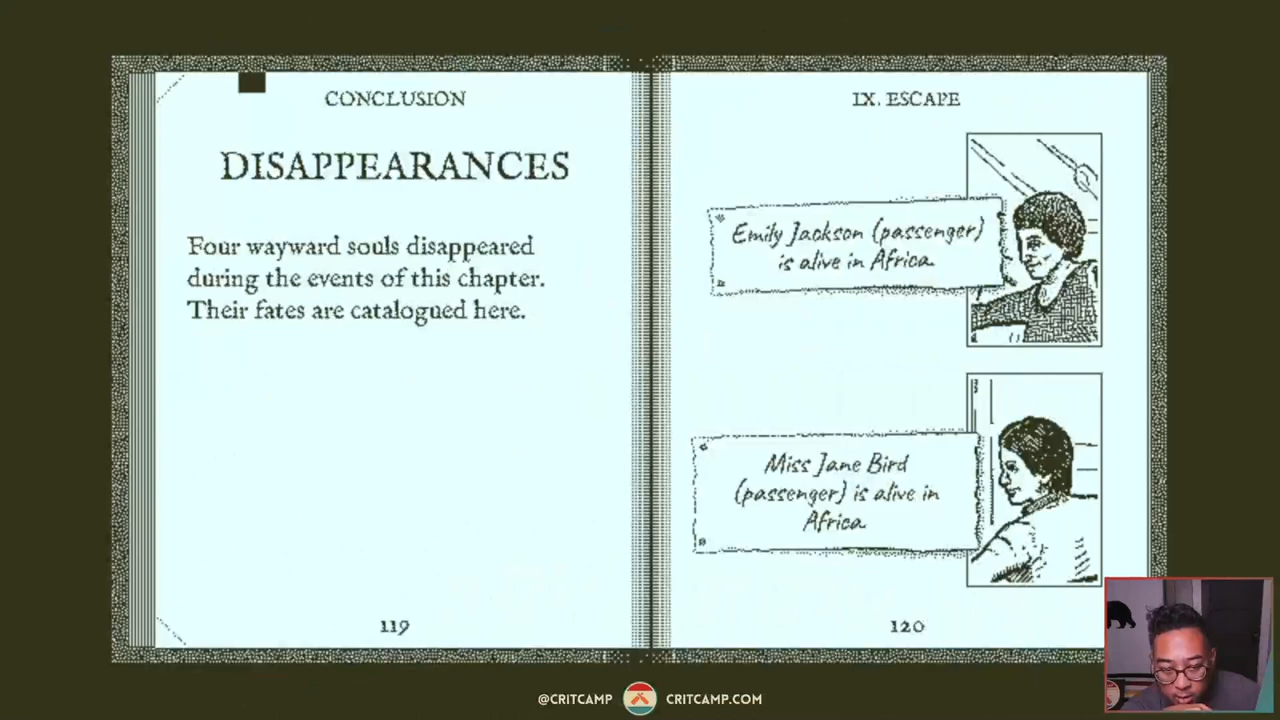 CONCLUSION
DISAPPEARANCES
Four wayward souls disappeared
during the events of this chapter.
Their fates are catalogued here.
119
IX. ESCAPE
Emily Jackson (passenger)
is alive in Africa.
Miss Jane Bird
(passenger) is alive in
Africa.
120
@CRITCAMP
CRITCAMP.COM